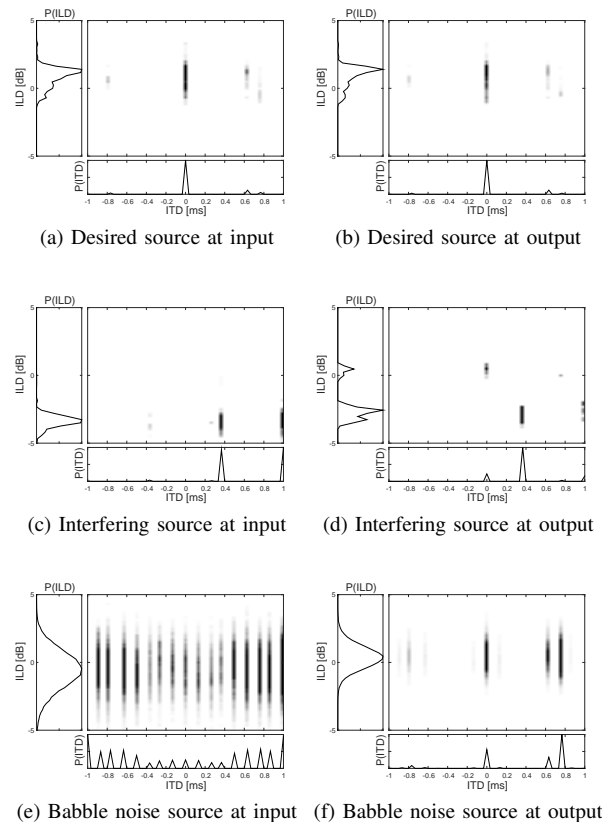 P(ILD)
5
ILD [dB]
0
-5
P(ITD)
-1 -0.8 -0.6 -0.4 -0.2 0 0.2 0.4 0.6 0.8 1
ITD [ms]
(a) Desired source at input
P(ILD)
5
ILD [dB]
0
-5
P(ITD)
-1 -0.8 -0.6 -0.4 -0.2 0 0.2 0.4 0.6 0.8 1
ITD [ms]
(b) Desired source at output
P(ILD)
5
ILD [dB]
0
-5
P(ITD)
-1 -0.8 -0.6 -0.4 -0.2 0 0.2 0.4 0.6 0.8 1
ITD [ms]
(c) Interfering source at input
P(ILD)
5
ILD [dB]
0
-5
P(ITD)
-1 -0.8 -0.6 -0.4 -0.2 0 0.2 0.4 0.6 0.8 1
ITD [ms]
(d) Interfering source at output
P(ILD)
5
ILD [dB]
0
-5
P(ITD)
-1 -0.8 -0.6 -0.4 -0.2 0 0.2 0.4 0.6 0.8 1
ITD [ms]
(e) Babble noise source at input
P(ILD)
5
ILD [dB]
0
-5
P(ITD)
-1 -0.8 -0.6 -0.4 -0.2 0 0.2 0.4 0.6 0.8 1
ITD [ms]
(f) Babble noise source at output